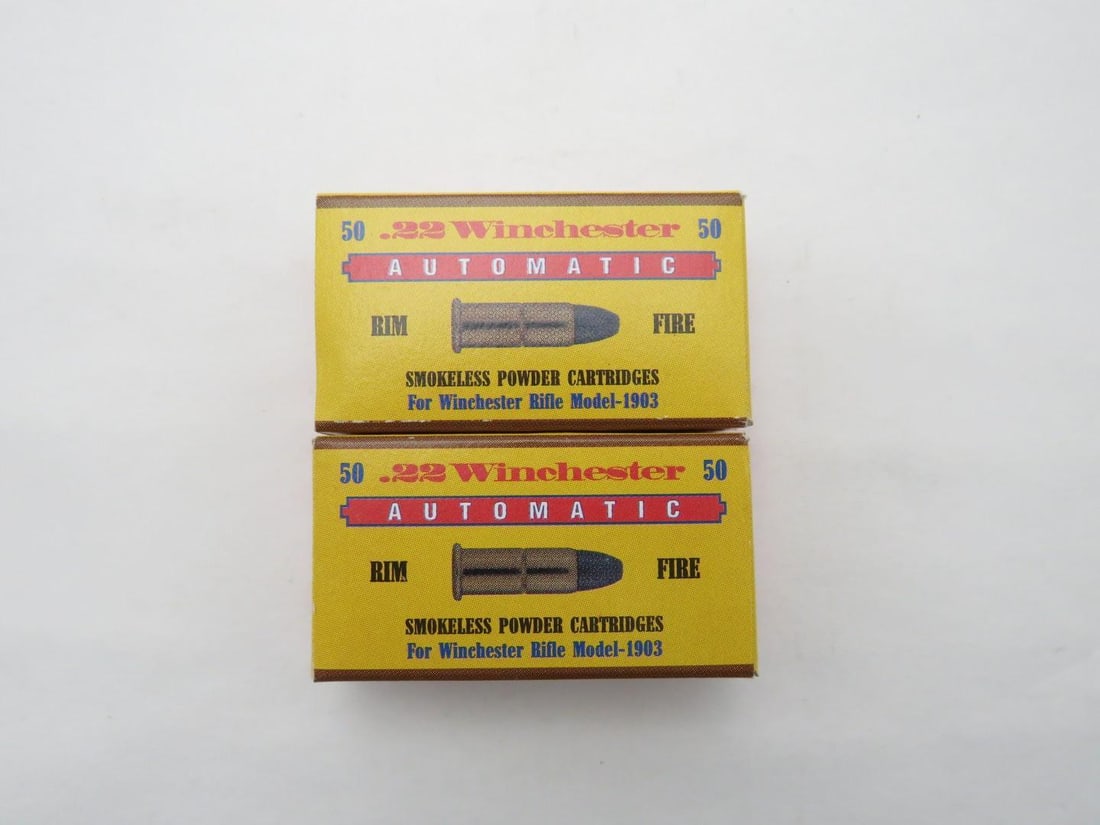 50 .22 Winchester 50
AUTOMATIC
RIM FIRE
SMOKELESS POWDER CARTRIDGES
For Winchester Rifle Model-1903
50 .22 Winchester 50
AUTOMATIC
RIM FIRE
SMOKELESS POWDER CARTRIDGES
For Winchester Rifle Model-1903